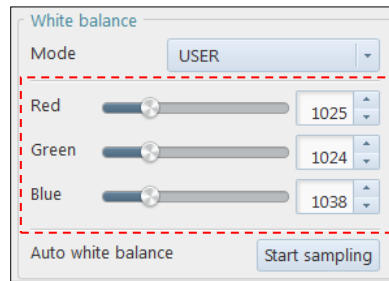 White balance
Mode USER
Red 1025
Green 1024
Blue 1038
Auto white balance Start sampling